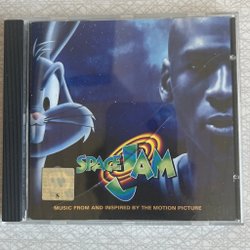 SPACE JAM
MUSIC FROM AND INSPIRED BY THE MOTION PICTURE